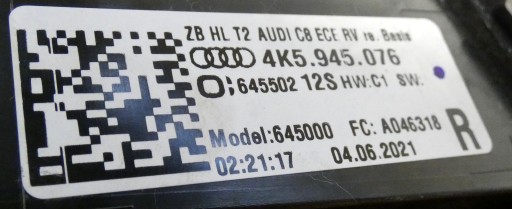 ZB HL T2 AUDI C8 ECE RV re. Basis
4K5.945.076
645502 12S HW:C1 SW:
Model:645000 FC: A046318
R
02:21:17 04.06.2021